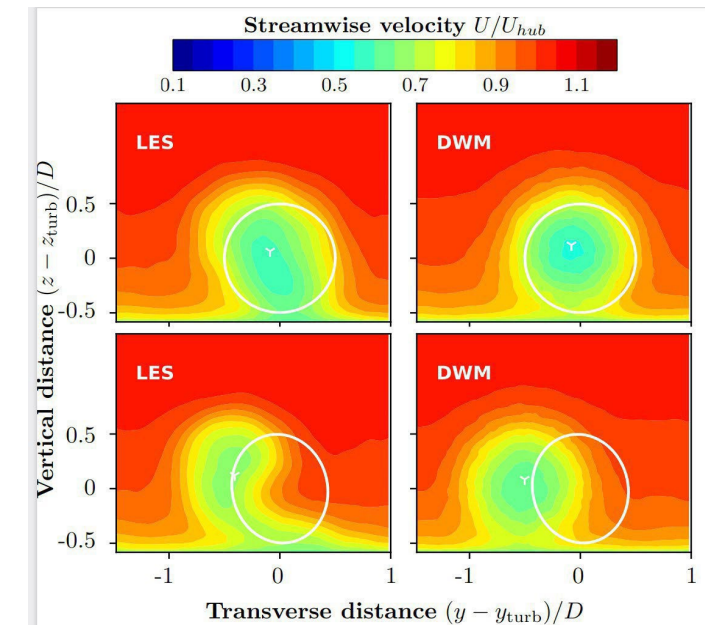 Streamwise velocity U/U_hub
0.1 0.3 0.5 0.7 0.9 1.1
Vertical distance (z − z_turb)/D
LES DWM
0.5
0
-0.5
LES DWM
0.5
0
-0.5
-1 0 -1 0 1
Transverse distance (y − y_turb)/D